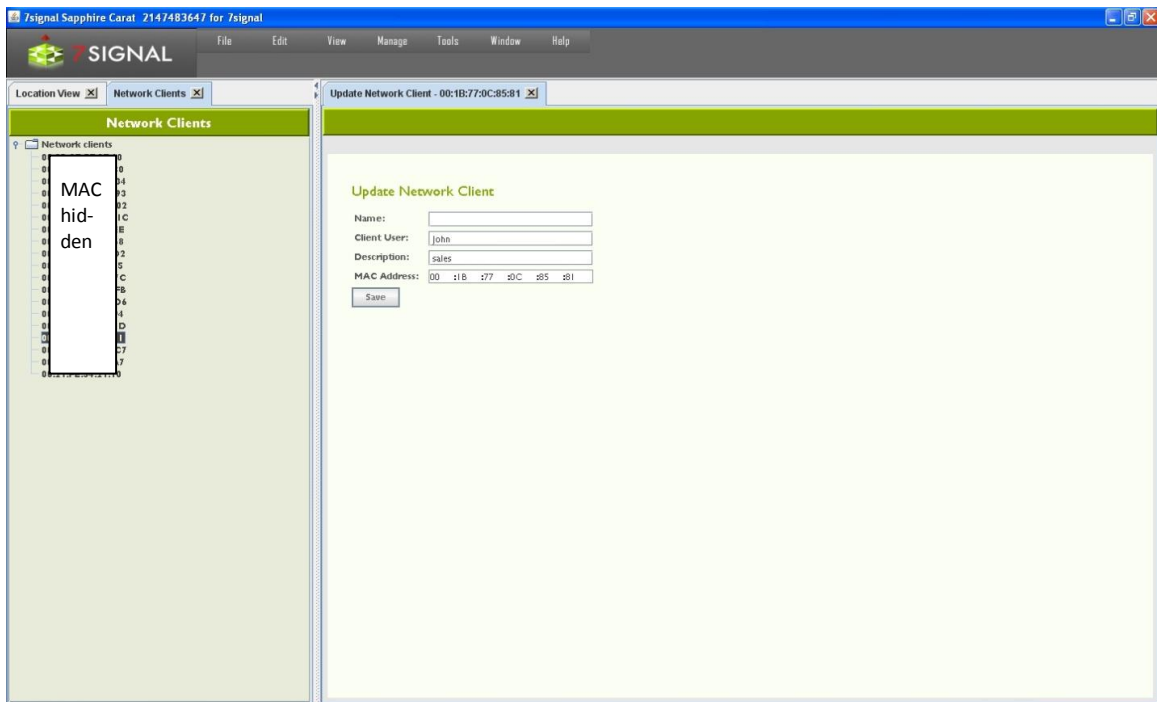 7signal Sapphire Carat 2147483647 for 7signal
7SIGNAL
File Edit View Manage Tools Window Help
Location View Network Clients
Update Network Client - 00:1B:77:0C:85:81
Network Clients
Network clients
MAC
hid-
den
Update Network Client
Name:
Client User: John
Description: sales
MAC Address: 00 :1B :77 :0C :85 :81
Save